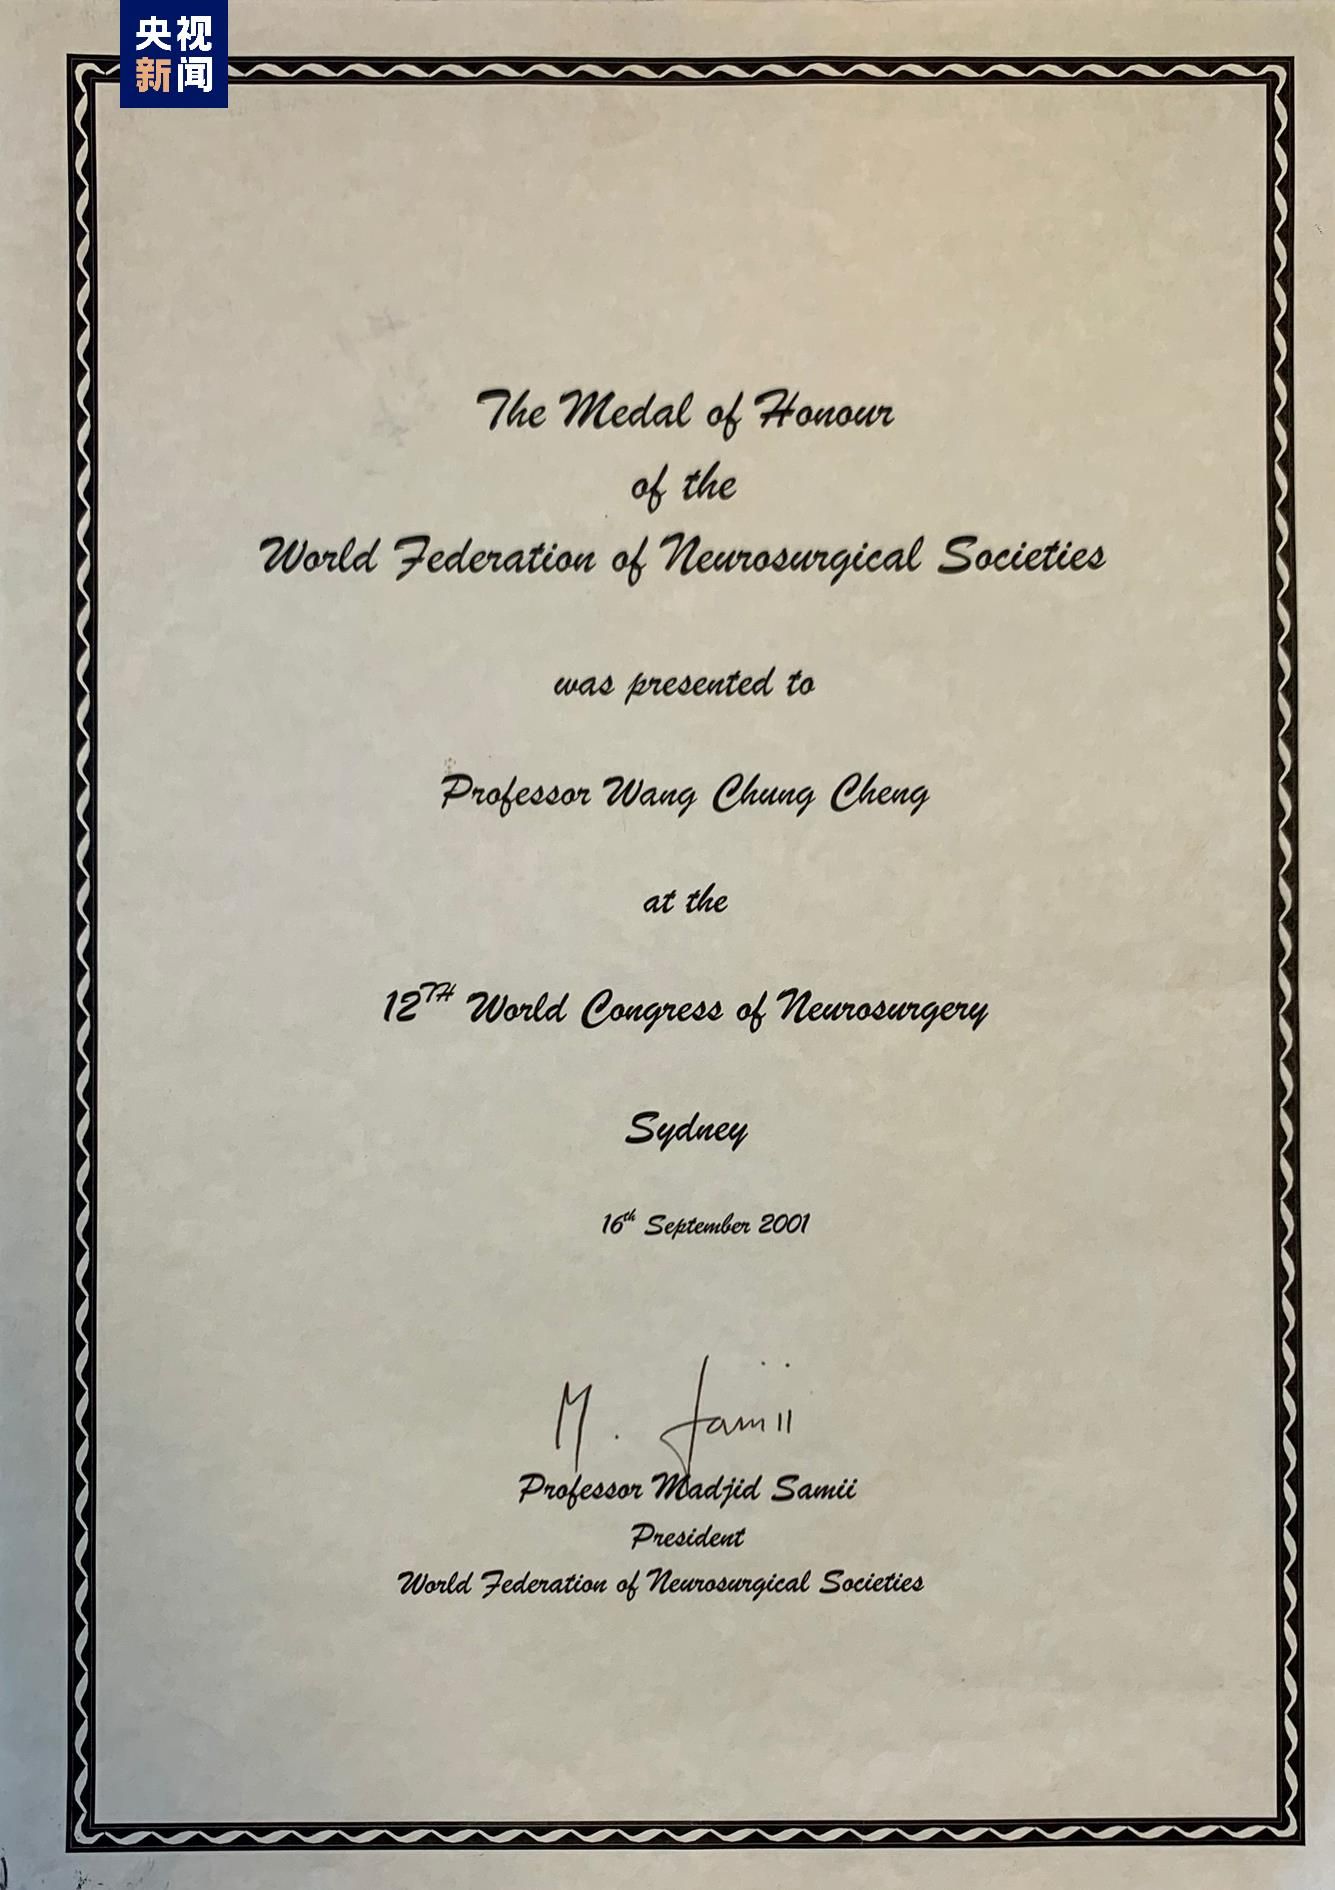 央视
新闻
The Medal of Honour
of the
World Federation of Neurosurgical Societies
was presented to
Professor Wang Chung Cheng
at the
12TH World Congress of Neurosurgery
Sydney
16th September 2001
M. Samii
Professor Madjid Samii
President
World Federation of Neurosurgical Societies